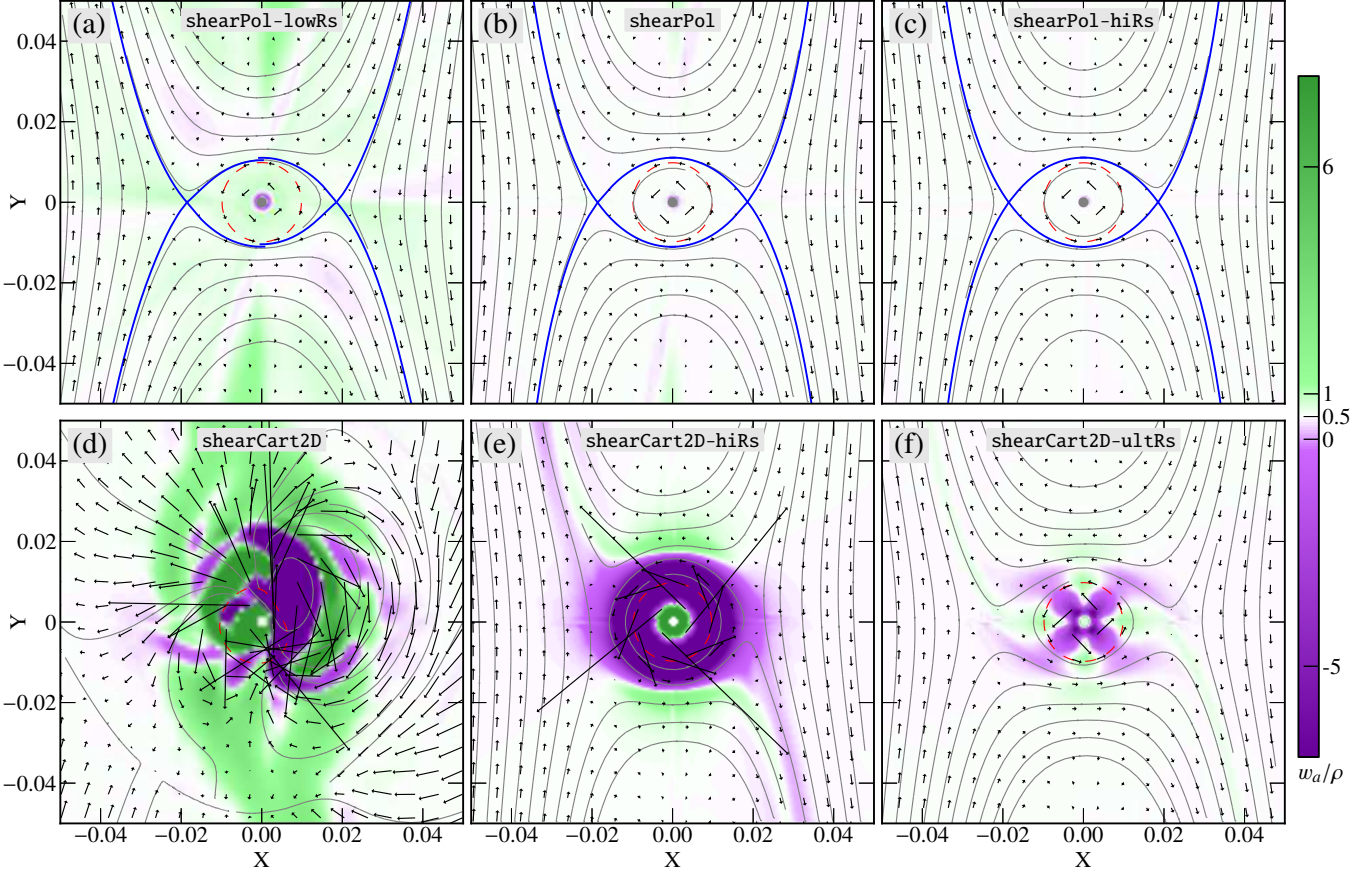 (a) shearPol-lowRs
(b) shearPol
(c) shearPol-hiRs
0.04
0.02
0
−0.02
−0.04
Y
6
1
0.5
0
−5
w_a/ρ
(d) shearCart2D
(e) shearCart2D-hiRs
(f) shearCart2D-ultRs
0.04
0.02
0
−0.02
−0.04
Y
−0.04 −0.02 0.00 0.02 0.04
−0.04 −0.02 0.00 0.02 0.04
−0.04 −0.02 0.00 0.02 0.04
X
X
X